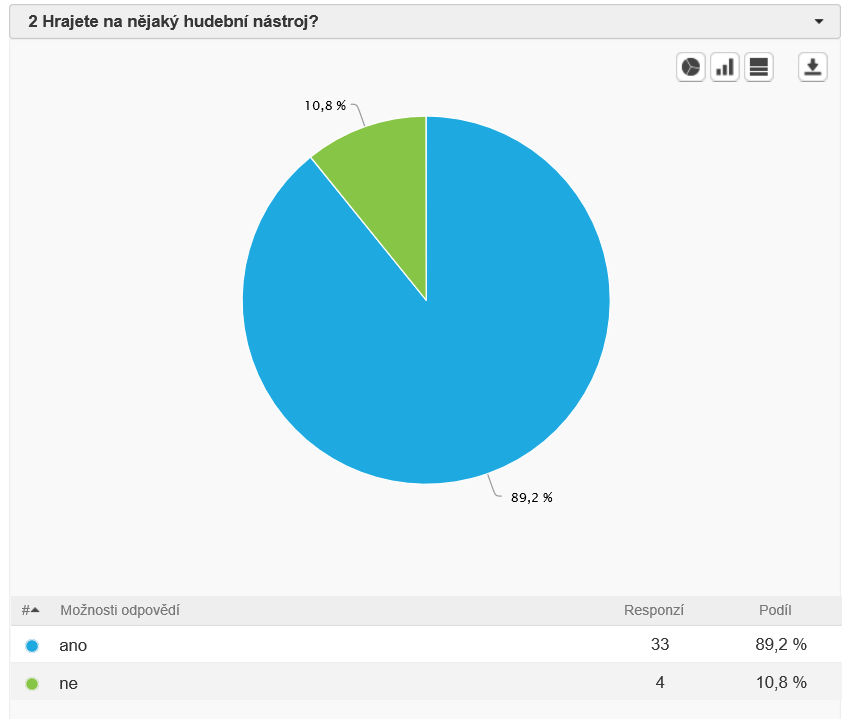 2 Hrajete na nějaký hudební nástroj?
10,8 %
89,2 %
# Možnosti odpovědí Responzí Podíl
ano 33 89,2 %
ne 4 10,8 %